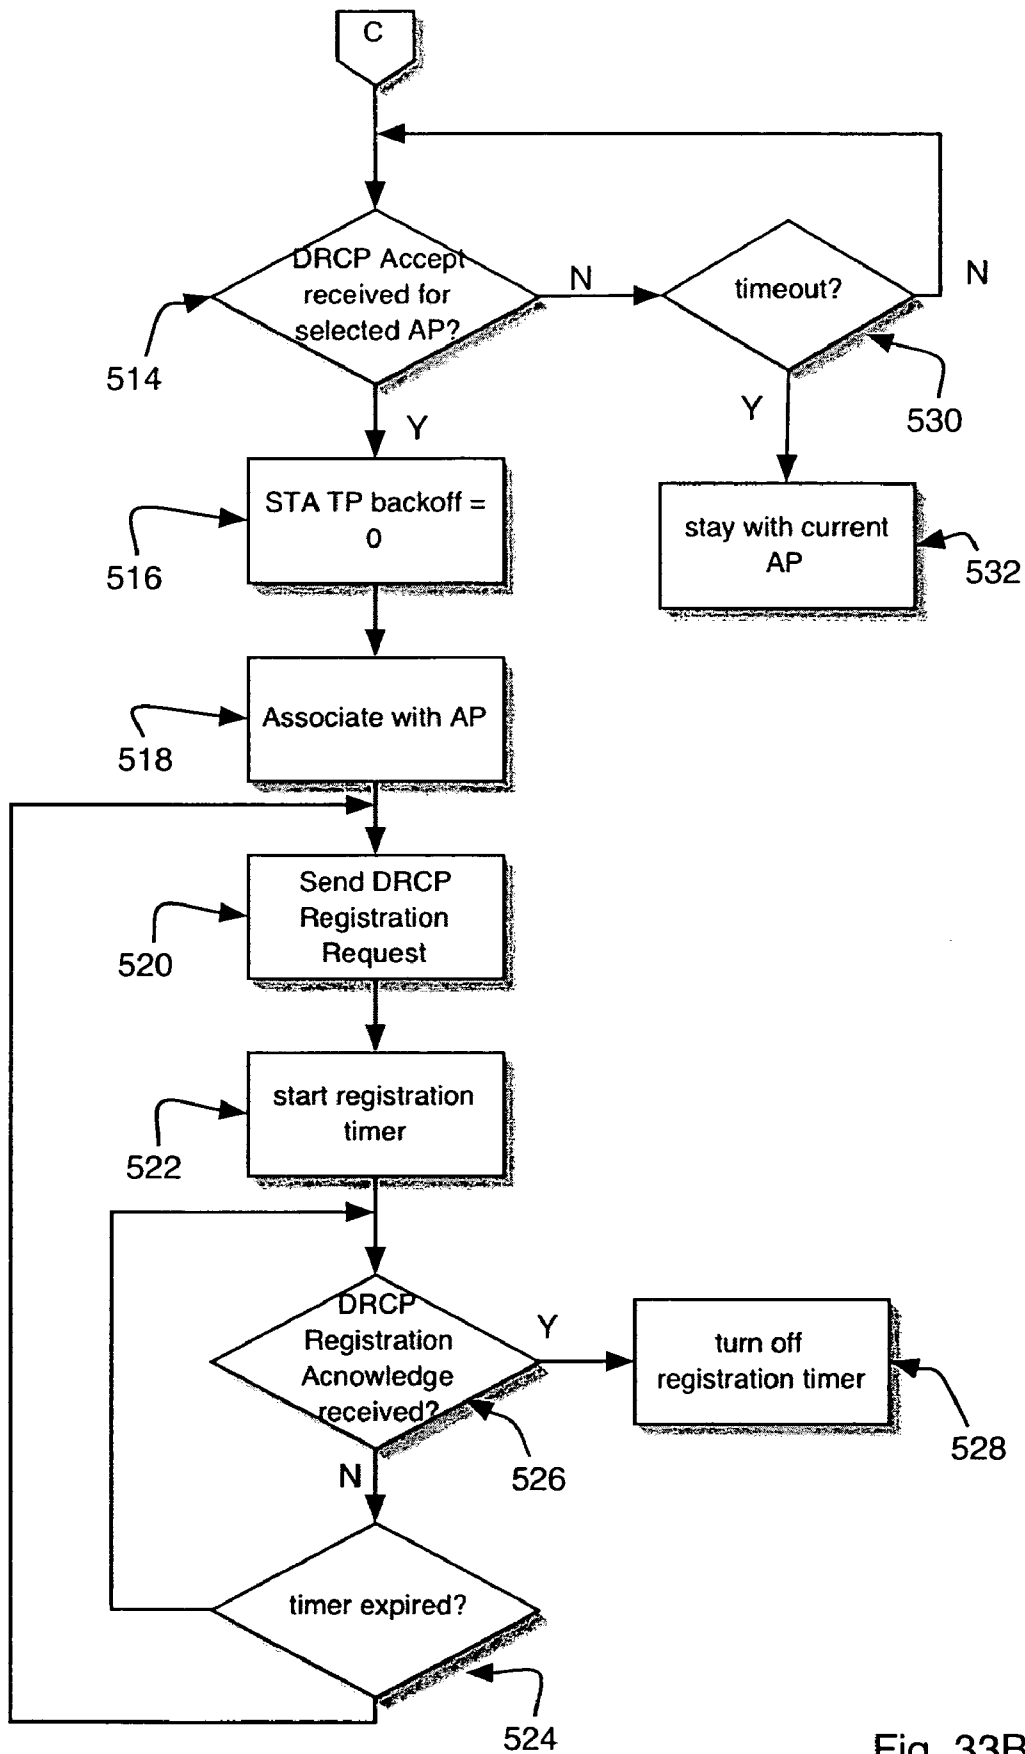 C
DRCP Accept
received for
selected AP?
N
timeout?
N
514
530
Y
Y
STA TP backoff =
0
stay with current
AP
516
532
Associate with AP
518
Send DRCP
Registration
Request
520
start registration
timer
522
DRCP
Registration
Acnowledge
received?
Y
turn off
registration timer
526
528
N
timer expired?
524
Fig. 33B